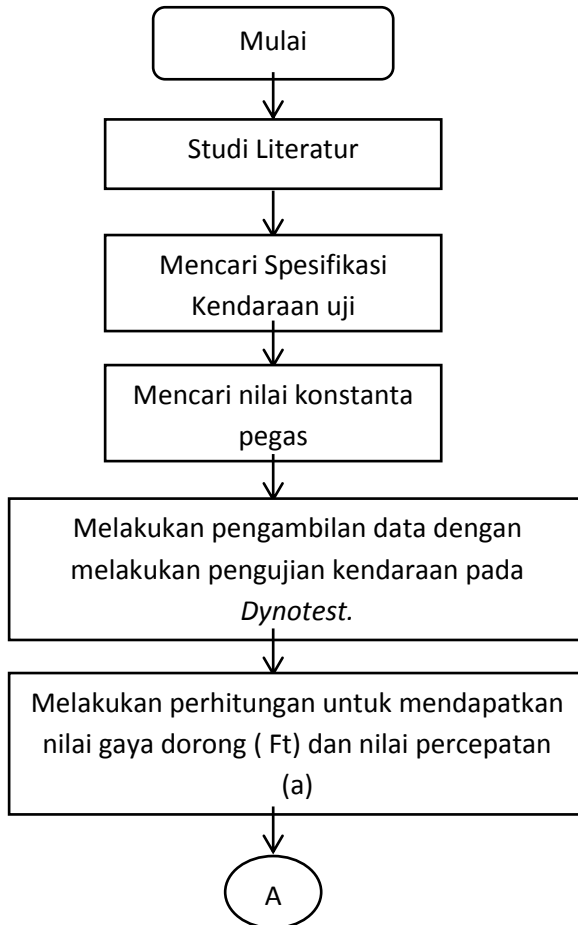 Mulai
Studi Literatur
Mencari Spesifikasi
Kendaraan uji
Mencari nilai konstanta
pegas
Melakukan pengambilan data dengan
melakukan pengujian kendaraan pada
Dynotest.
Melakukan perhitungan untuk mendapatkan
nilai gaya dorong ( Ft) dan nilai percepatan
(a)
A